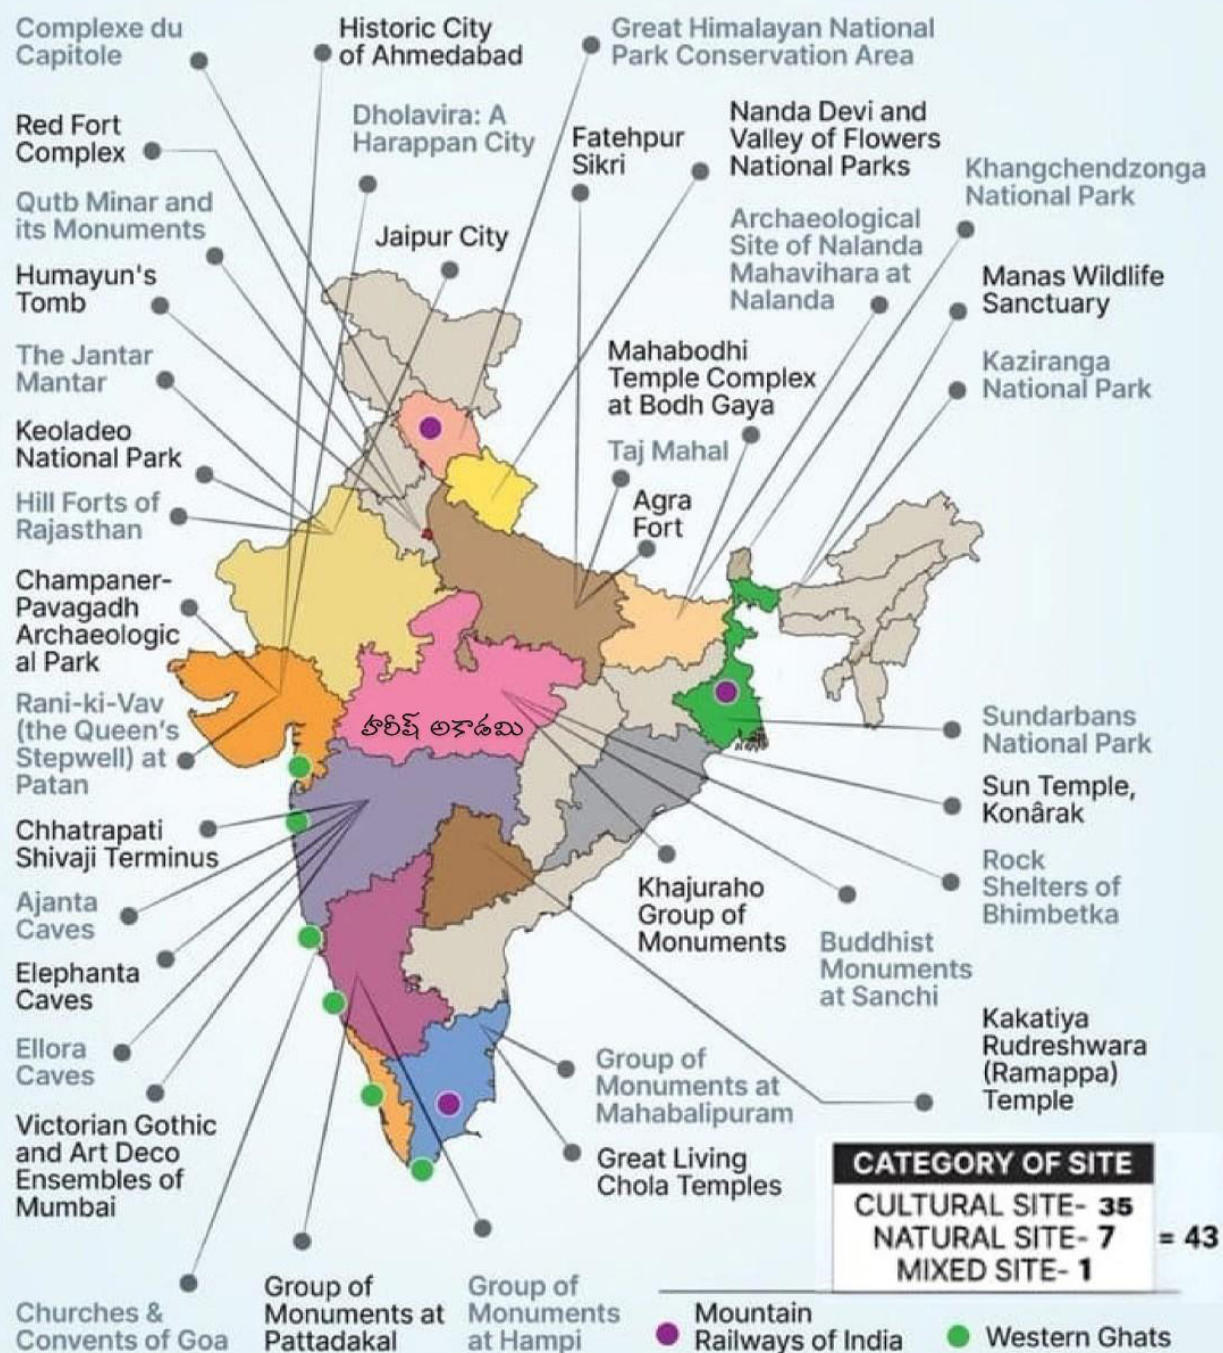 Complexe du
Capitole
Historic City
of Ahmedabad
Great Himalayan National
Park Conservation Area
Red Fort
Complex
Dholavira: A
Harappan City
Fatehpur
Sikri
Nanda Devi and
Valley of Flowers
National Parks
Khangchendzonga
National Park
Qutb Minar and
its Monuments
Jaipur City
Archaeological
Site of Nalanda
Mahavihara at
Nalanda
Humayun's
Tomb
Manas Wildlife
Sanctuary
The Jantar
Mantar
Mahabodhi
Temple Complex
at Bodh Gaya
Kaziranga
National Park
Keoladeo
National Park
Taj Mahal
Hill Forts of
Rajasthan
Agra
Fort
Champaner-
Pavagadh
Archaeologic
al Park
Rani-ki-Vav
(the Queen's
Stepwell) at
Patan
హరీష్ అకాడమి
Sundarbans
National Park
Sun Temple,
Konârak
Chhatrapati
Shivaji Terminus
Rock
Shelters of
Bhimbetka
Ajanta
Caves
Khajuraho
Group of
Monuments
Buddhist
Monuments
at Sanchi
Elephanta
Caves
Kakatiya
Rudreshwara
(Ramappa)
Temple
Ellora
Caves
Group of
Monuments at
Mahabalipuram
Victorian Gothic
and Art Deco
Ensembles of
Mumbai
Great Living
Chola Temples
CATEGORY OF SITE
CULTURAL SITE- 35
NATURAL SITE- 7 = 43
MIXED SITE- 1
Churches &
Convents of Goa
Group of
Monuments at
Pattadakal
Group of
Monuments
at Hampi
Mountain
Railways of India
Western Ghats